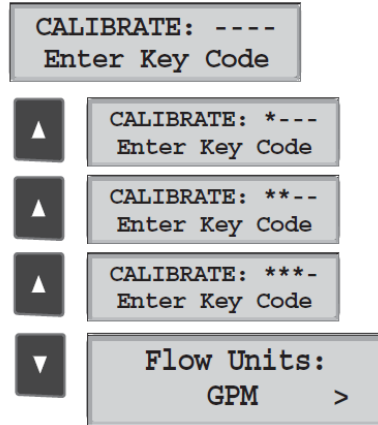 CALIBRATE: ----
Enter Key Code
CALIBRATE: *---
Enter Key Code
CALIBRATE: **--
Enter Key Code
CALIBRATE: ***-
Enter Key Code
Flow Units:
GPM >